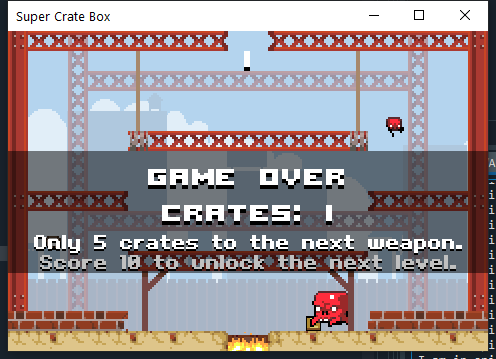 Super Crate Box
1
GAME OVER
CRATES: 1
Only 5 crates to the next weapon.
Score 10 to unlock the next level.